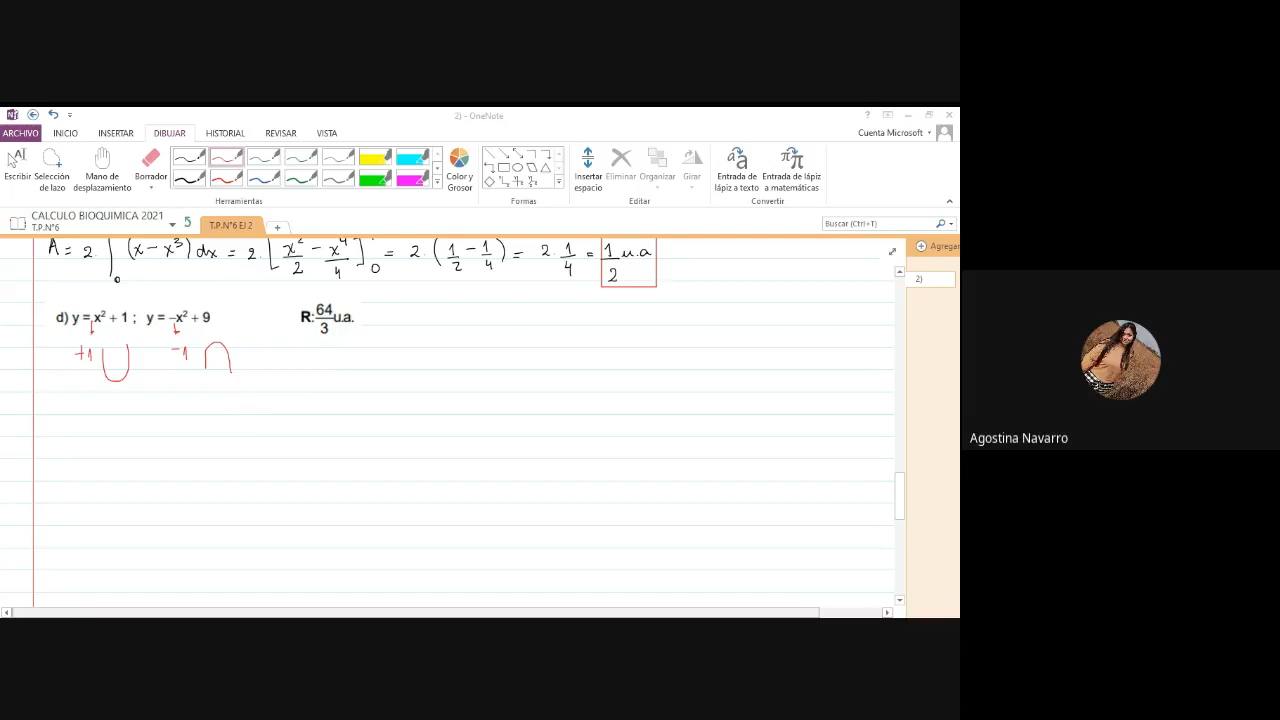 2) - OneNote
ARCHIVO INICIO INSERTAR DIBUJAR HISTORIAL REVISAR VISTA
Cuenta Microsoft
Escribir
Selección de lazo
Mano de desplazamiento
Borrador
Color y Grosor
Insertar espacio
Eliminar
Organizar
Girar
Entrada de lápiz a texto
Entrada de lápiz a matemáticas
Herramientas
Formas
Editar
Convertir
CALCULO BIOQUIMICA 2021
T.P.N°6
T.P.N°6 EJ 2
Buscar (Ctrl+T)
Agregar
2)
A = 2. ∫₀ (x - x³) dx = 2. [x²/2 - x⁴/4]₀¹ = 2. (1/2 - 1/4) = 2. 1/4 = 1/2 u.a
d) y = x² + 1 ; y = –x² + 9 R: 64/3 u.a.
+1 -1
Agostina Navarro